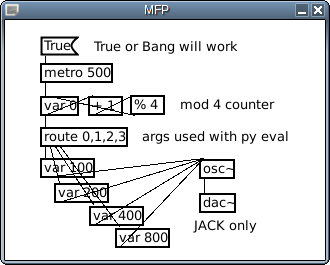 MFP
True True or Bang will work
metro 500
var 0 + 1 % 4 mod 4 counter
route 0,1,2,3 args used with py eval
var 100
osc~
var 200
dac~
var 400
JACK only
var 800